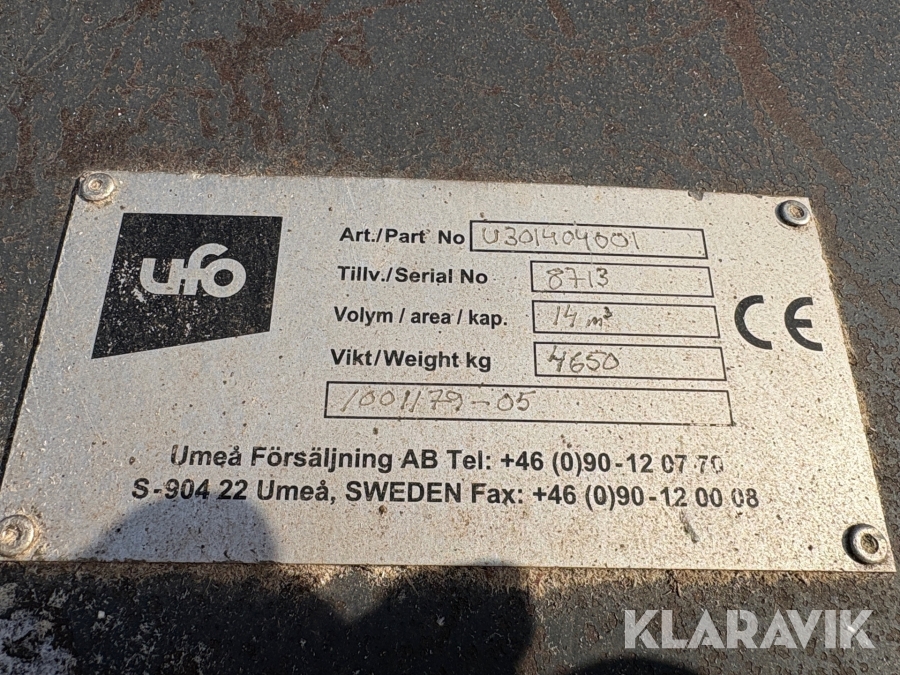 ufo
Art./Part No U301404001
Tillv./Serial No 8713
Volym / area / kap. 14 m³
Vikt/Weight kg 4650
1001179-05
CE
Umeå Försäljning AB Tel: +46 (0)90-12 07 70
S-904 22 Umeå, SWEDEN Fax: +46 (0)90-12 00 08
KLARAVIK